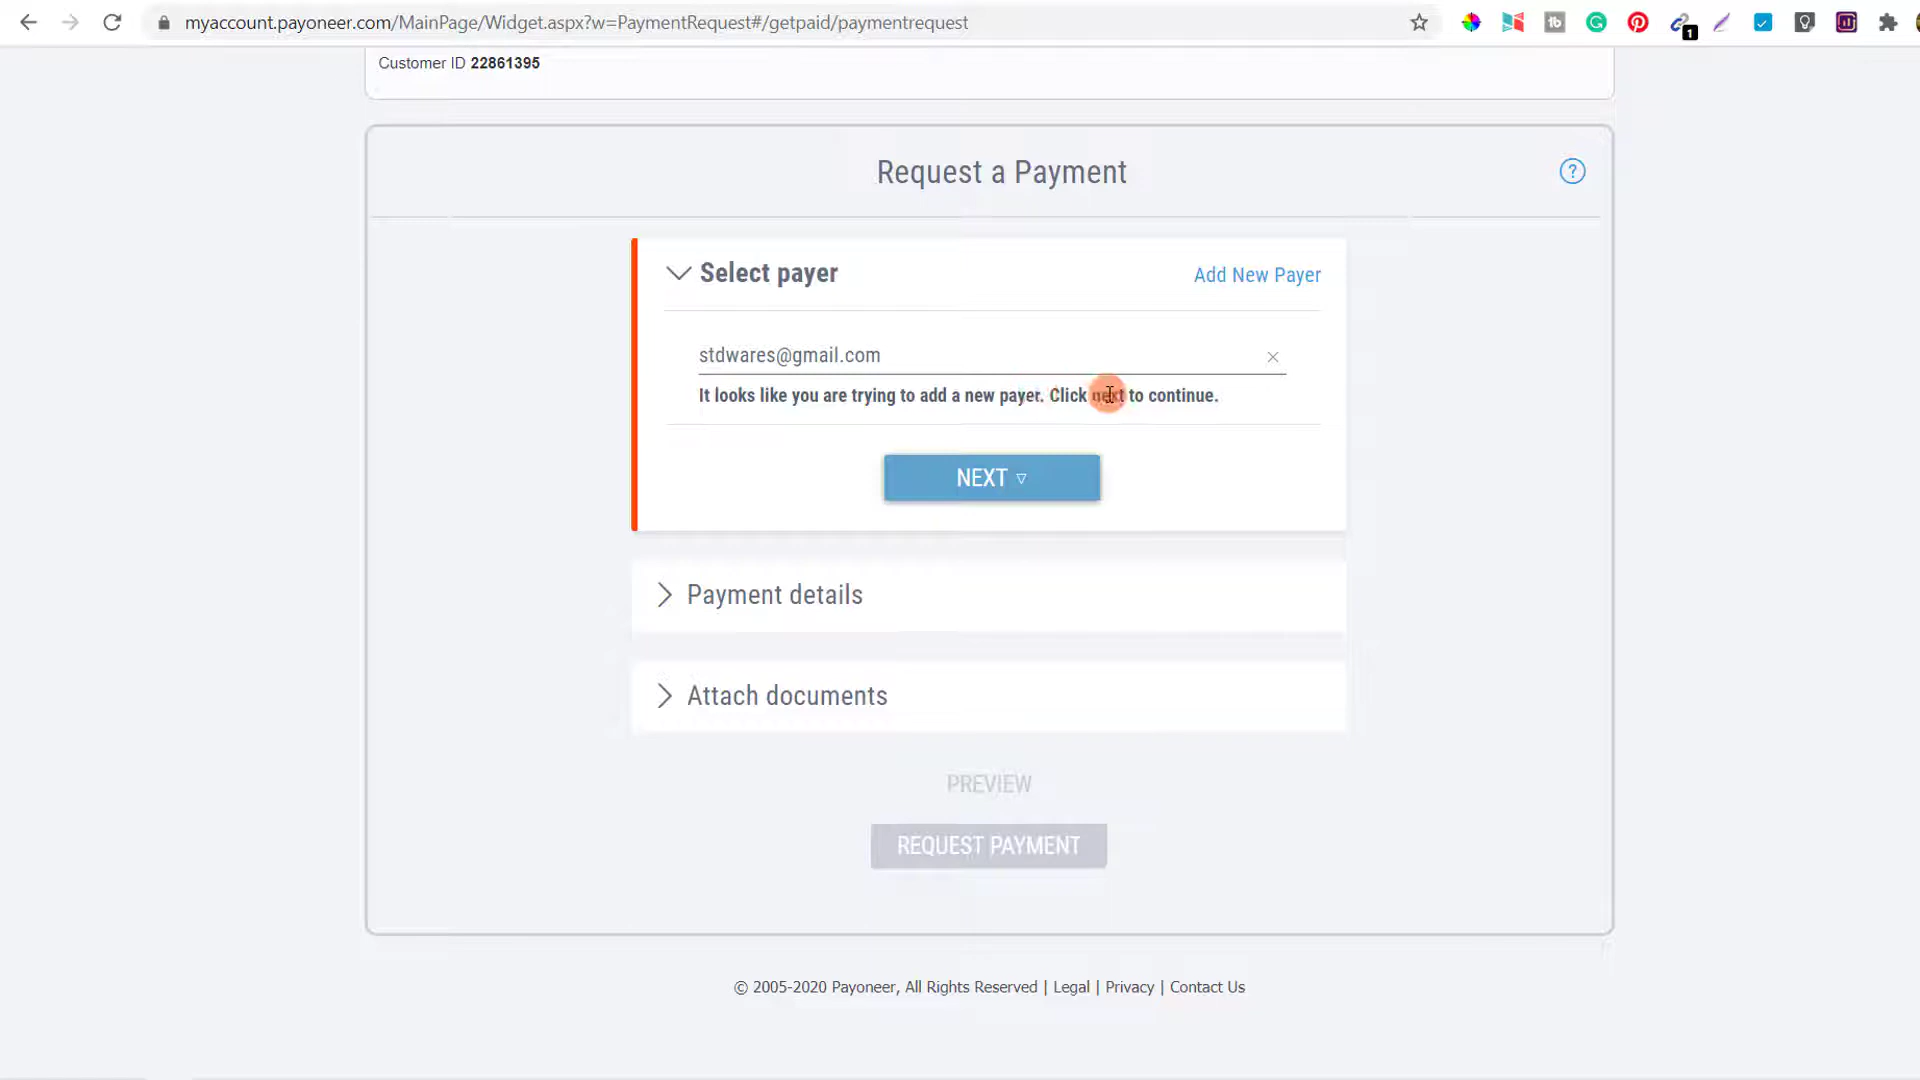 myaccount.payoneer.com/MainPage/Widget.aspx?w=PaymentRequest#/getpaid/paymentrequest
1
Customer ID 22861395
Request a Payment
?
Select payer
Add New Payer
stdwares@gmail.com
It looks like you are trying to add a new payer. Click next to continue.
NEXT
Payment details
Attach documents
PREVIEW
REQUEST PAYMENT
© 2005-2020 Payoneer, All Rights Reserved | Legal | Privacy | Contact Us